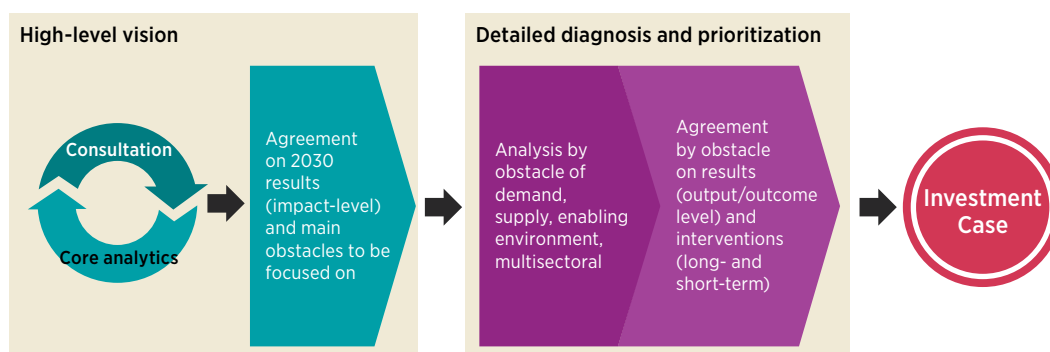 High-level vision
Consultation
Core analytics
Agreement
on 2030
results
(impact-level)
and main
obstacles to be
focused on
Detailed diagnosis and prioritization
Analysis by
obstacle of
demand,
supply, enabling
environment,
multisectoral
Agreement
by obstacle
on results
(output/outcome
level) and
interventions
(long- and
short-term)
Investment
Case